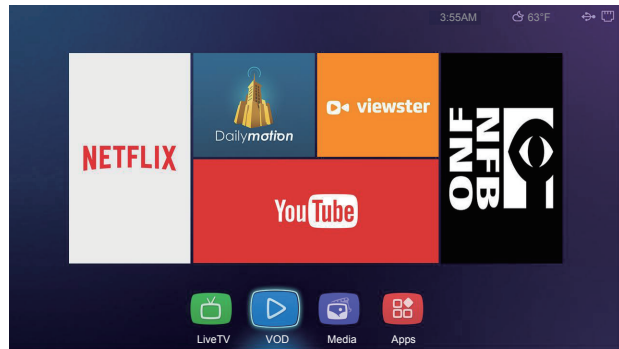 3:55AM 63°F
NETFLIX
Dailymotion
viewster
YouTube
ONF
NFB
LiveTV VOD Media Apps